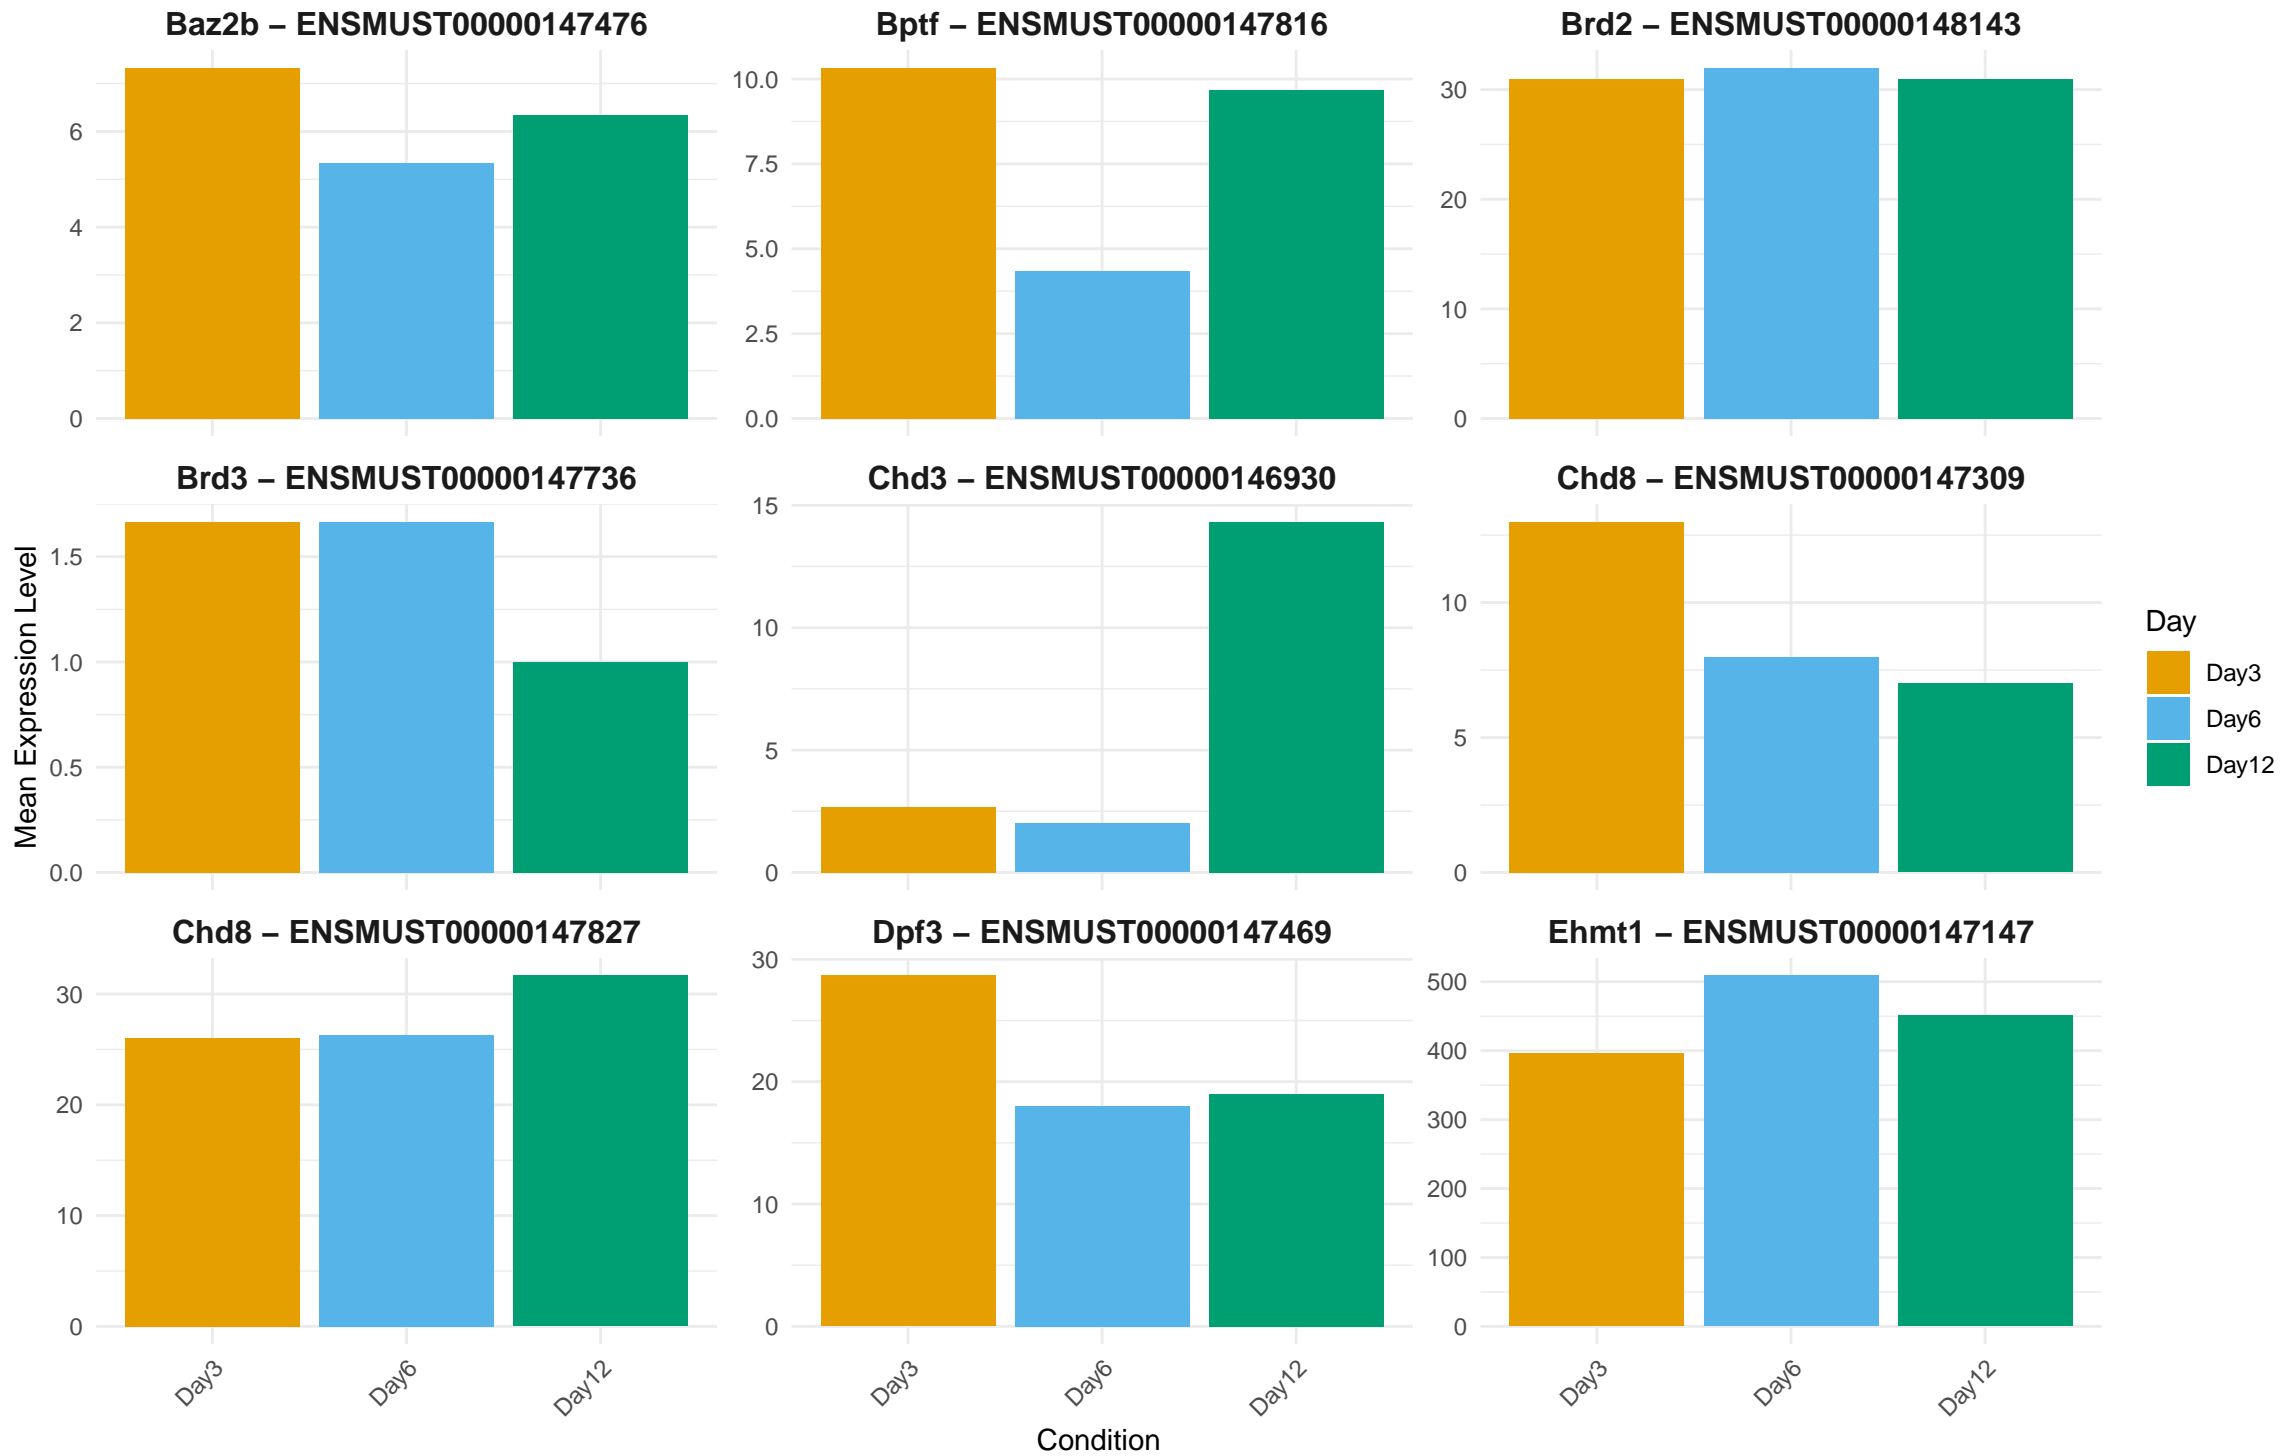 Baz2b – ENSMUST00000147476
Bptf – ENSMUST00000147816
Brd2 – ENSMUST00000148143
6
4
2
0
10.0
7.5
5.0
2.5
0.0
30
20
10
0
Brd3 – ENSMUST00000147736
Chd3 – ENSMUST00000146930
Chd8 – ENSMUST00000147309
Mean Expression Level
1.5
1.0
0.5
0.0
15
10
5
0
10
5
0
Chd8 – ENSMUST00000147827
Dpf3 – ENSMUST00000147469
Ehmt1 – ENSMUST00000147147
30
20
10
0
30
20
10
0
500
400
300
200
100
0
Day3
Day6
Day12
Day3
Day6
Day12
Day3
Day6
Day12
Condition
Day
Day3
Day6
Day12